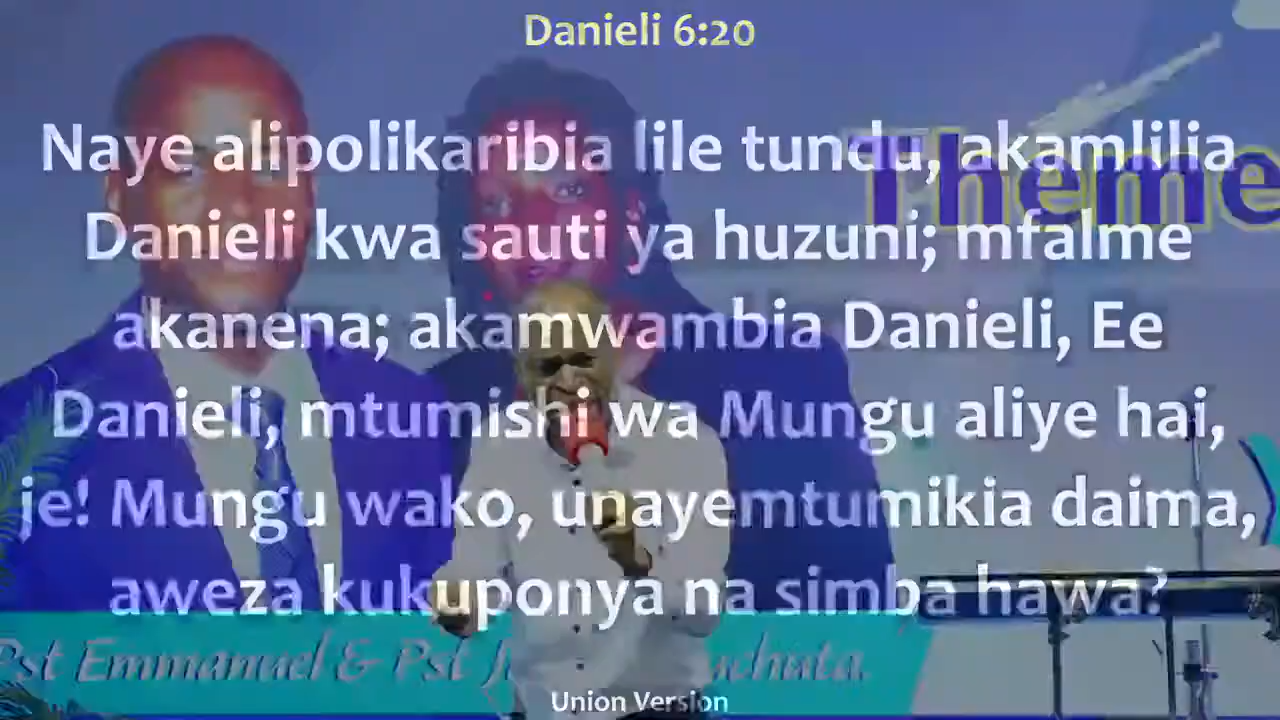 Danieli 6:20
Theme
Naye alipolikaribia lile tundu, akamlilia
Danieli kwa sauti ya huzuni; mfalme
akanena; akamwambia Danieli, Ee
Danieli, mtumishi wa Mungu aliye hai,
je! Mungu wako, unayemtumikia daima,
aweza kukuponya na simba hawa?
Pst Emmanuel & Pst
Union Version